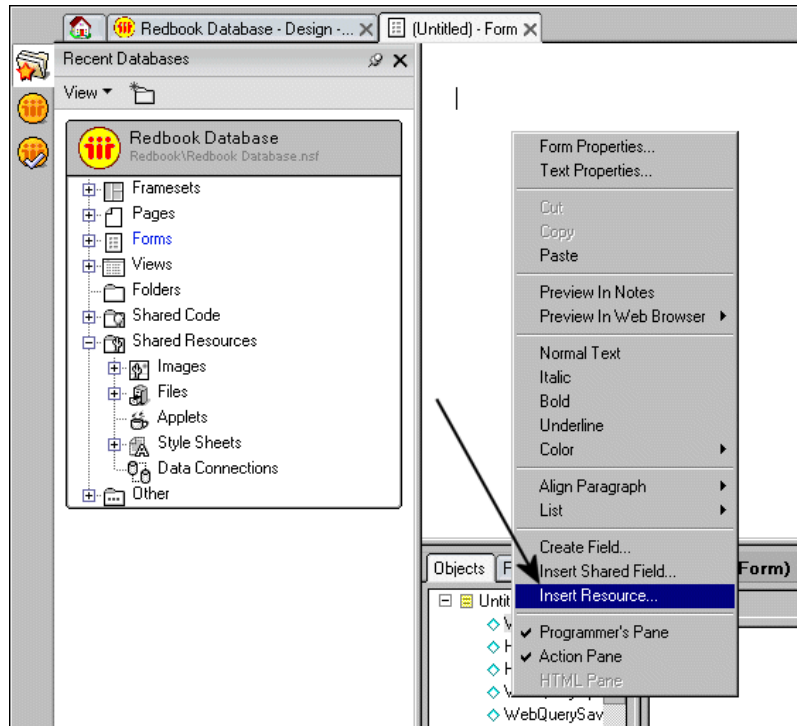 Redbook Database - Design -...
(Untitled) - Form
Recent Databases
View
Redbook Database
Redbook\Redbook Database.nsf
Framesets
Pages
Forms
Views
Folders
Shared Code
Shared Resources
Images
Files
Applets
Style Sheets
Data Connections
Other
Form Properties...
Text Properties...
Cut
Copy
Paste
Preview In Notes
Preview In Web Browser
Normal Text
Italic
Bold
Underline
Color
Align Paragraph
List
Create Field...
Insert Shared Field...
Insert Resource...
Programmer's Pane
Action Pane
HTML Pane
Objects
Form)
Untit
WebQuerySav